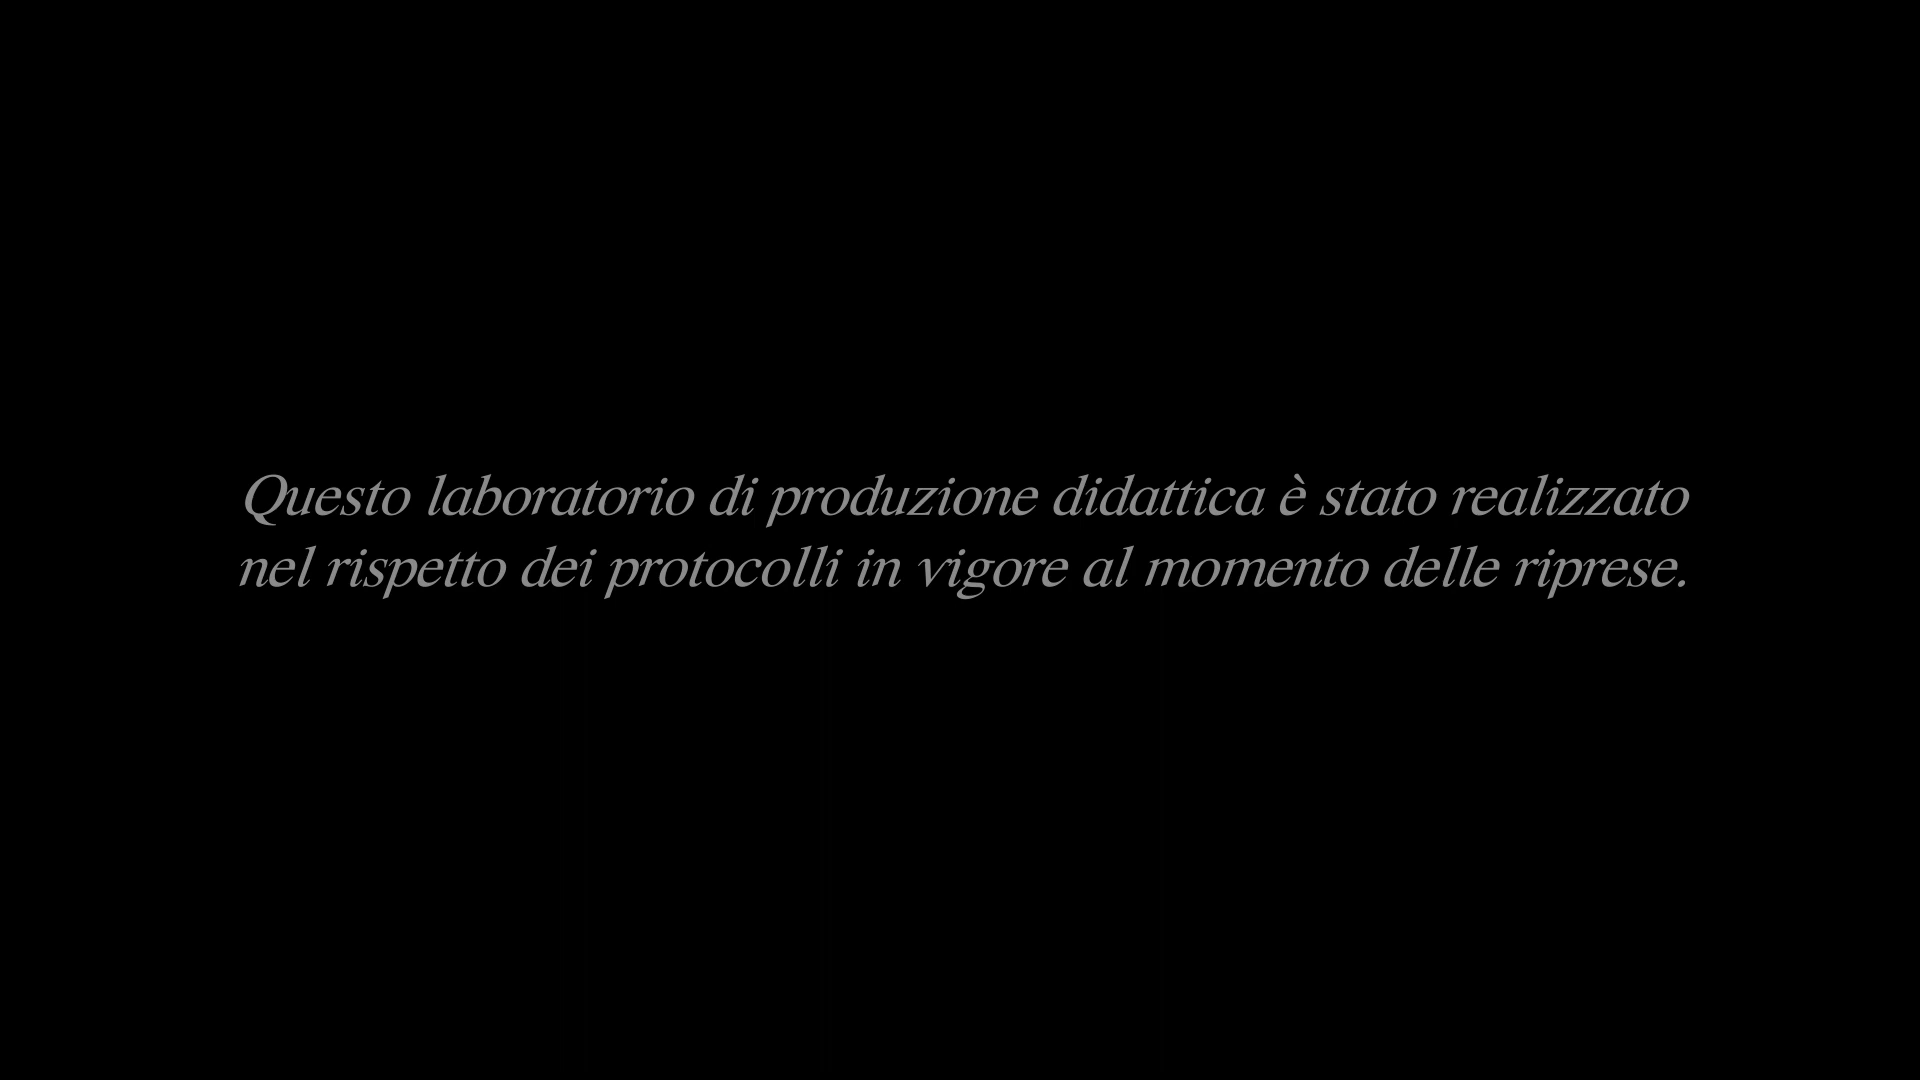 Questo laboratorio di produzione didattica è stato realizzato
nel rispetto dei protocolli in vigore al momento delle riprese.